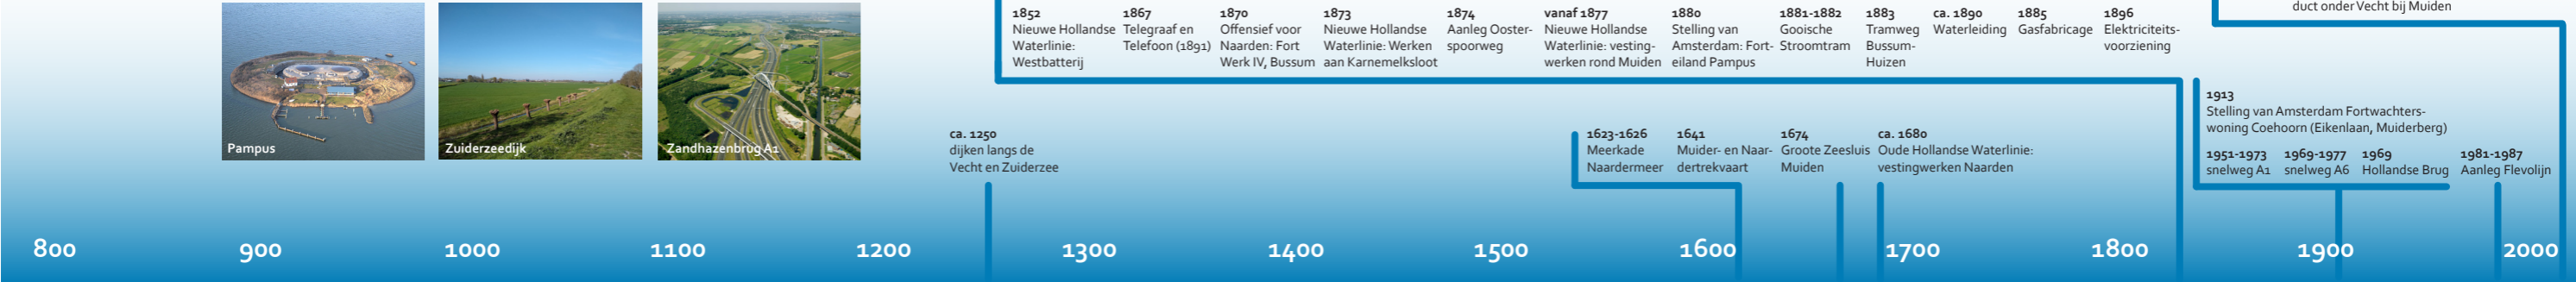 duct onder Vecht bij Muiden
1852
Nieuwe Hollandse
Waterlinie:
Westbatterij
1867
Telegraaf en
Telefoon (1891)
1870
Offensief voor
Naarden: Fort
Werk IV, Bussum
1873
Nieuwe Hollandse
Waterlinie: Werken
aan Karnemelksloot
1874
Aanleg Ooster-
spoorweg
vanaf 1877
Nieuwe Hollandse
Waterlinie: vesting-
werken rond Muiden
1880
Stelling van
Amsterdam: Fort-
eiland Pampus
1881-1882
Gooische
Stroomtram
1883
Tramweg
Bussum-
Huizen
ca. 1890
Waterleiding
1885
Gasfabricage
1896
Elektriciteits-
voorziening
Pampus
Zuiderzeedijk
Zandhazenbrug A1
ca. 1250
dijken langs de
Vecht en Zuiderzee
1623-1626
Meerkade
Naardermeer
1641
Muider- en Naar-
dertrekvaart
1674
Groote Zeesluis
Muiden
ca. 1680
Oude Hollandse Waterlinie:
vestingwerken Naarden
1913
Stelling van Amsterdam Fortwachters-
woning Coehoorn (Eikenlaan, Muiderberg)
1951-1973
snelweg A1
1969-1977
snelweg A6
1969
Hollandse Brug
1981-1987
Aanleg Flevolijn
800
900
1000
1100
1200
1300
1400
1500
1600
1700
1800
1900
2000